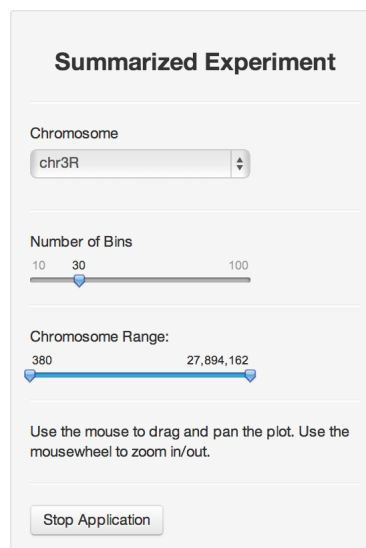 Summarized Experiment
Chromosome
chr3R
Number of Bins
10 30 100
Chromosome Range:
380 27,894,162
Use the mouse to drag and pan the plot. Use the
mousewheel to zoom in/out.
Stop Application